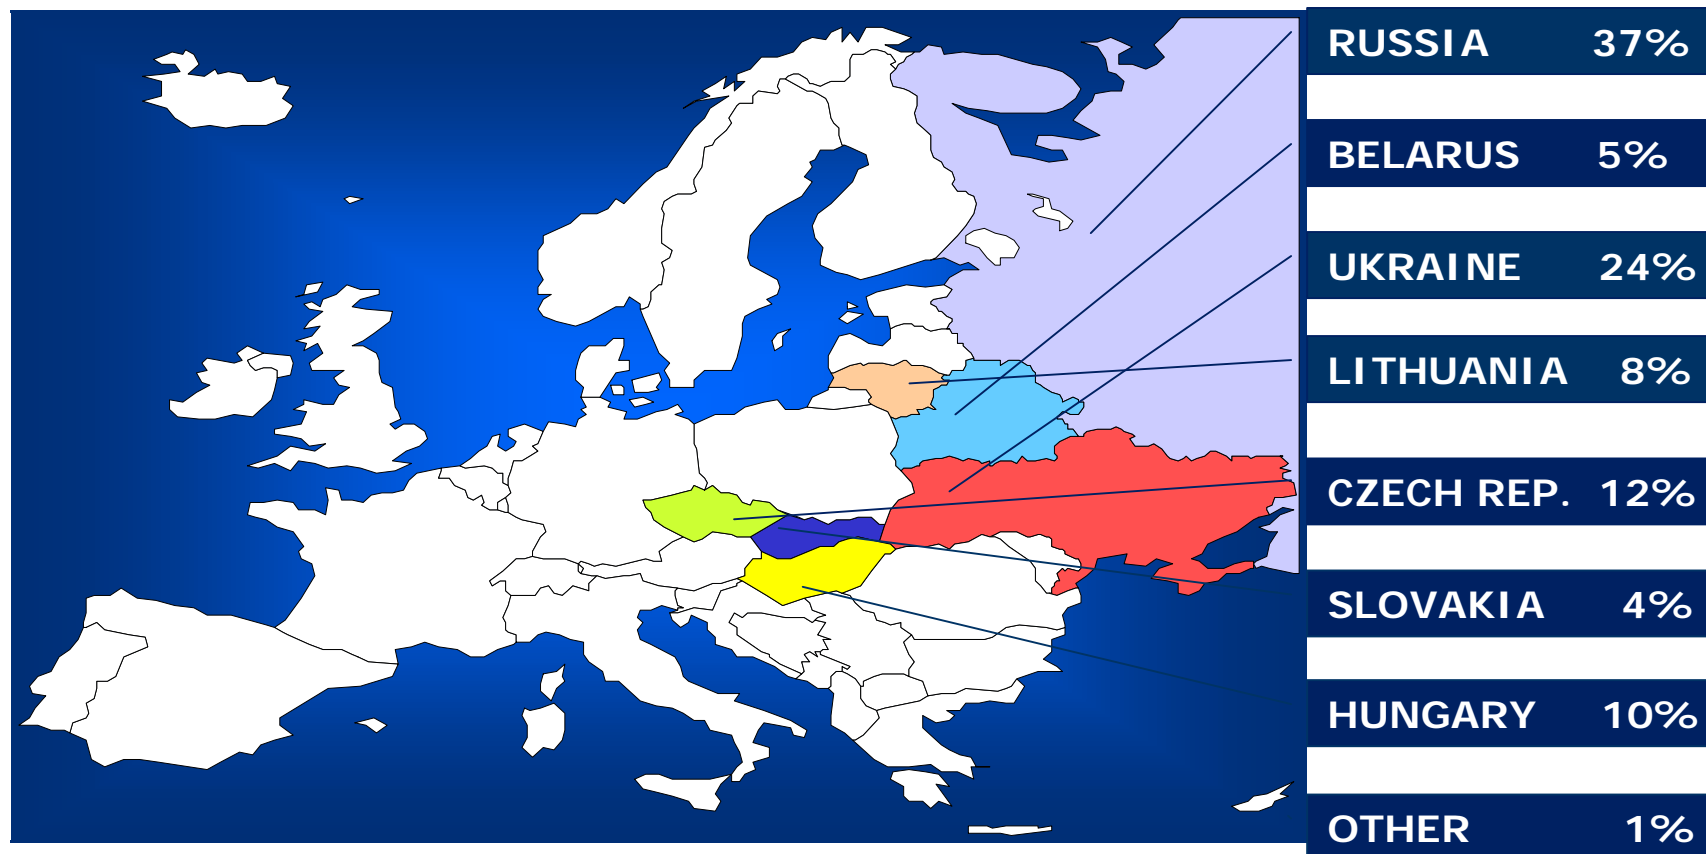 RUSSIA 37%
BELARUS 5%
UKRAINE 24%
LITHUANIA 8%
CZECH REP. 12%
SLOVAKIA 4%
HUNGARY 10%
OTHER 1%